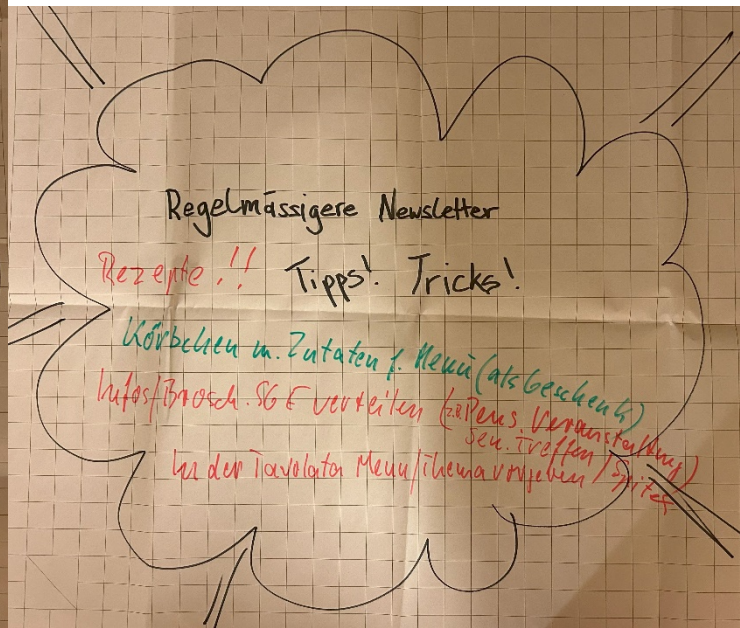 Regelmässigere Newsletter
Rezepte!! Tipps! Tricks!
Körbchen m. Zutaten f. Menü (als Geschenk)
Infos/Brosch. SGE verteilen (z.B. Pens. Veranstaltung)
Sen. Treffen / Spitex
In der Tavolata Menu/Thema vorgeben